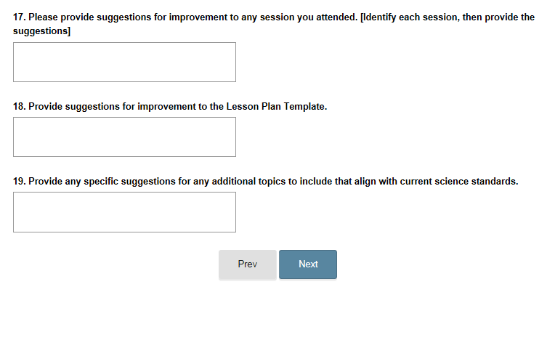 17. Please provide suggestions for improvement to any session you attended. [Identify each session, then provide the
suggestions]
18. Provide suggestions for improvement to the Lesson Plan Template.
19. Provide any specific suggestions for any additional topics to include that align with current science standards.
Prev Next